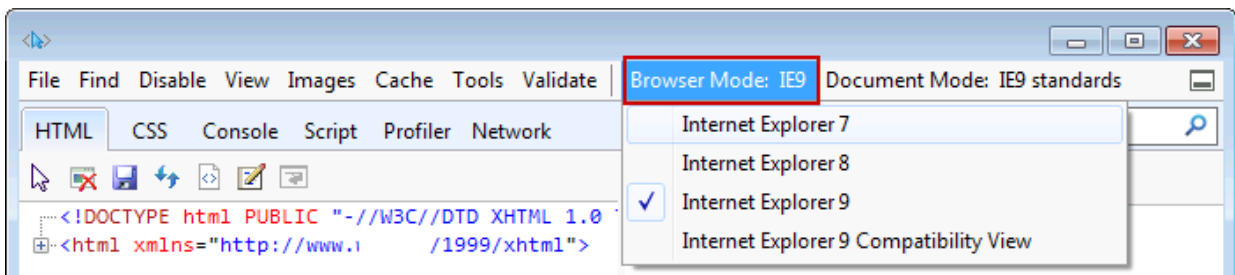 File Find Disable View Images Cache Tools Validate Browser Mode: IE9 Document Mode: IE9 standards
HTML CSS Console Script Profiler Network
Internet Explorer 7
Internet Explorer 8
Internet Explorer 9
Internet Explorer 9 Compatibility View
<!DOCTYPE html PUBLIC "-//W3C//DTD XHTML 1.0
<html xmlns="http://www. /1999/xhtml">